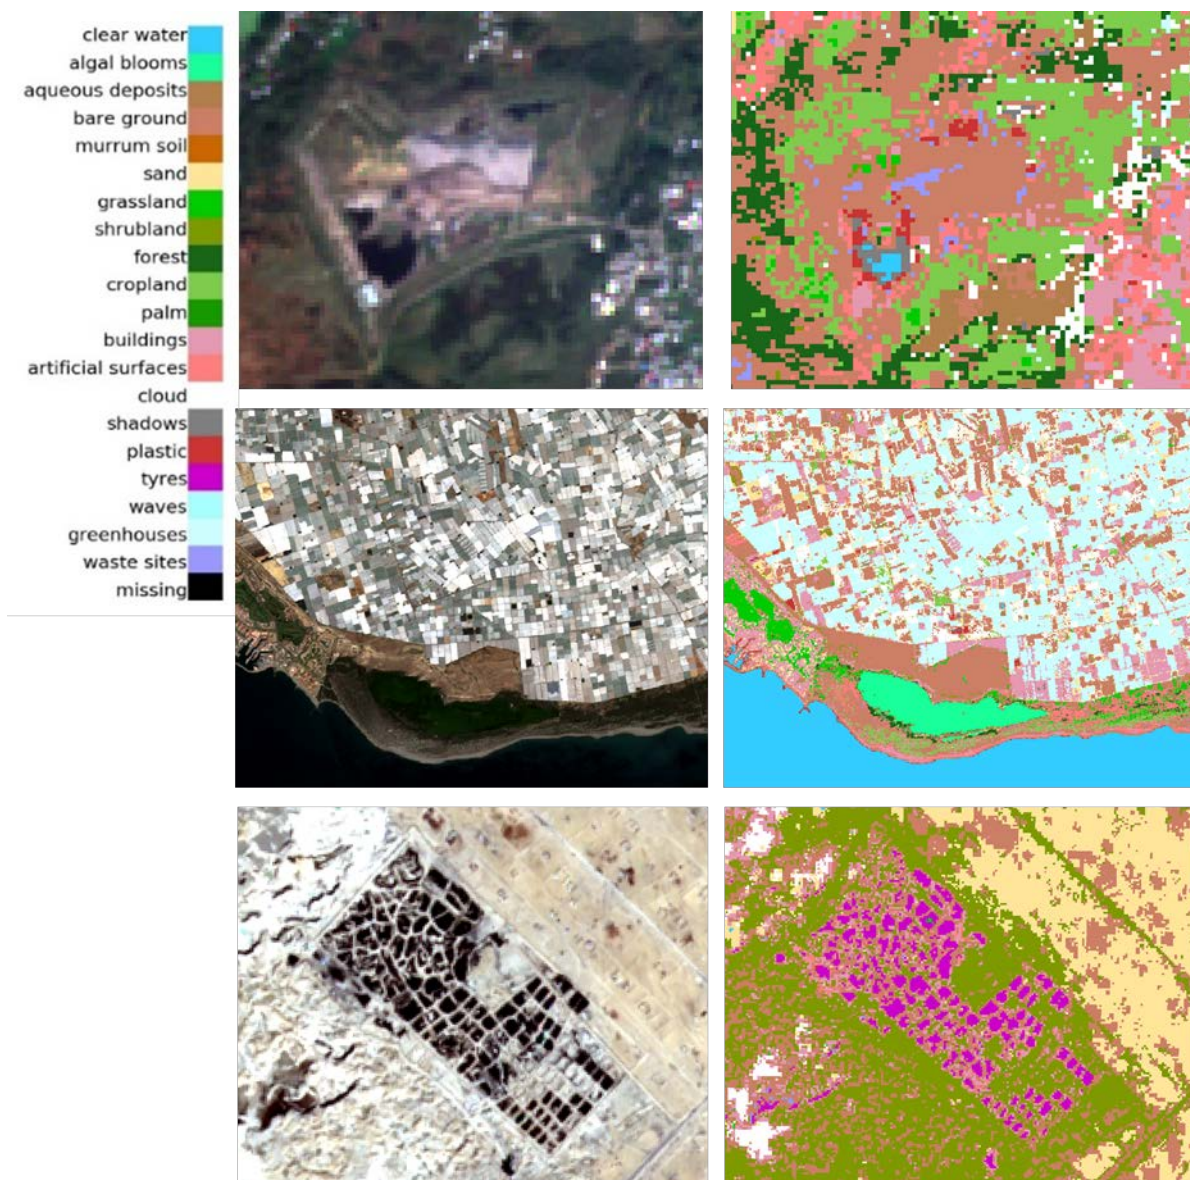 clear water
algal blooms
aqueous deposits
bare ground
murrum soil
sand
grassland
shrubland
forest
cropland
palm
buildings
artificial surfaces
cloud
shadows
plastic
tyres
waves
greenhouses
waste sites
missing